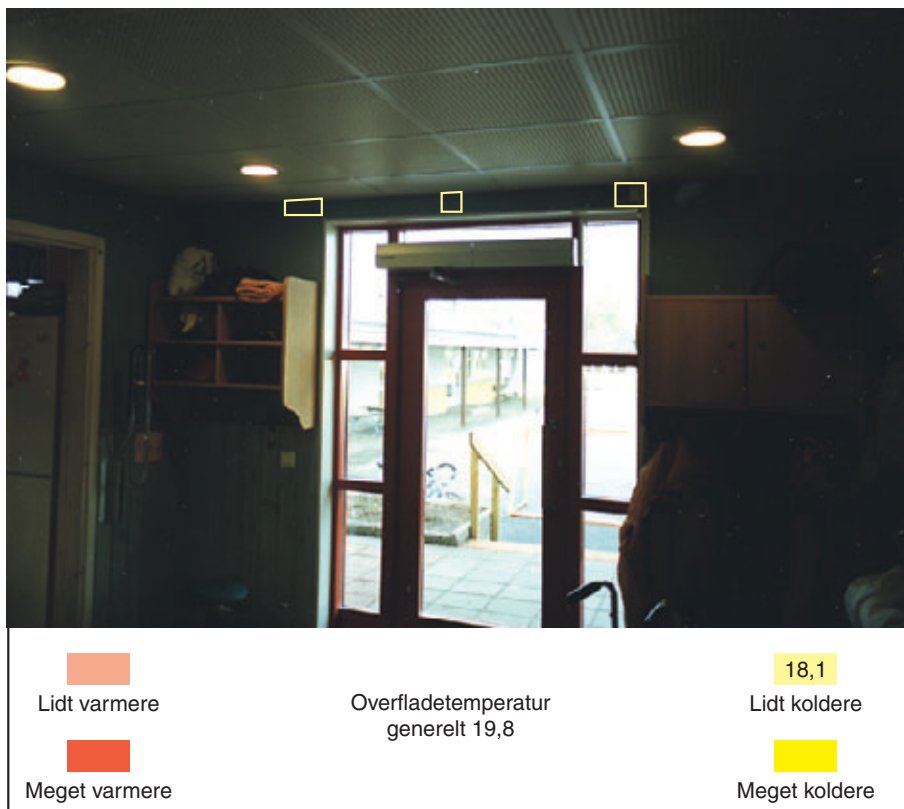 18,1
Lidt varmere
Overfladetemperatur
generelt 19,8
Lidt koldere
Meget varmere
Meget koldere